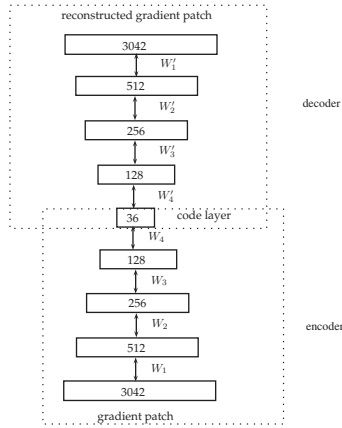 reconstructed gradient patch
3042
W′₁
512
W′₂
decoder
256
W′₃
128
W′₄
36
code layer
W₄
128
W₃
256
W₂
encoder
512
W₁
3042
gradient patch